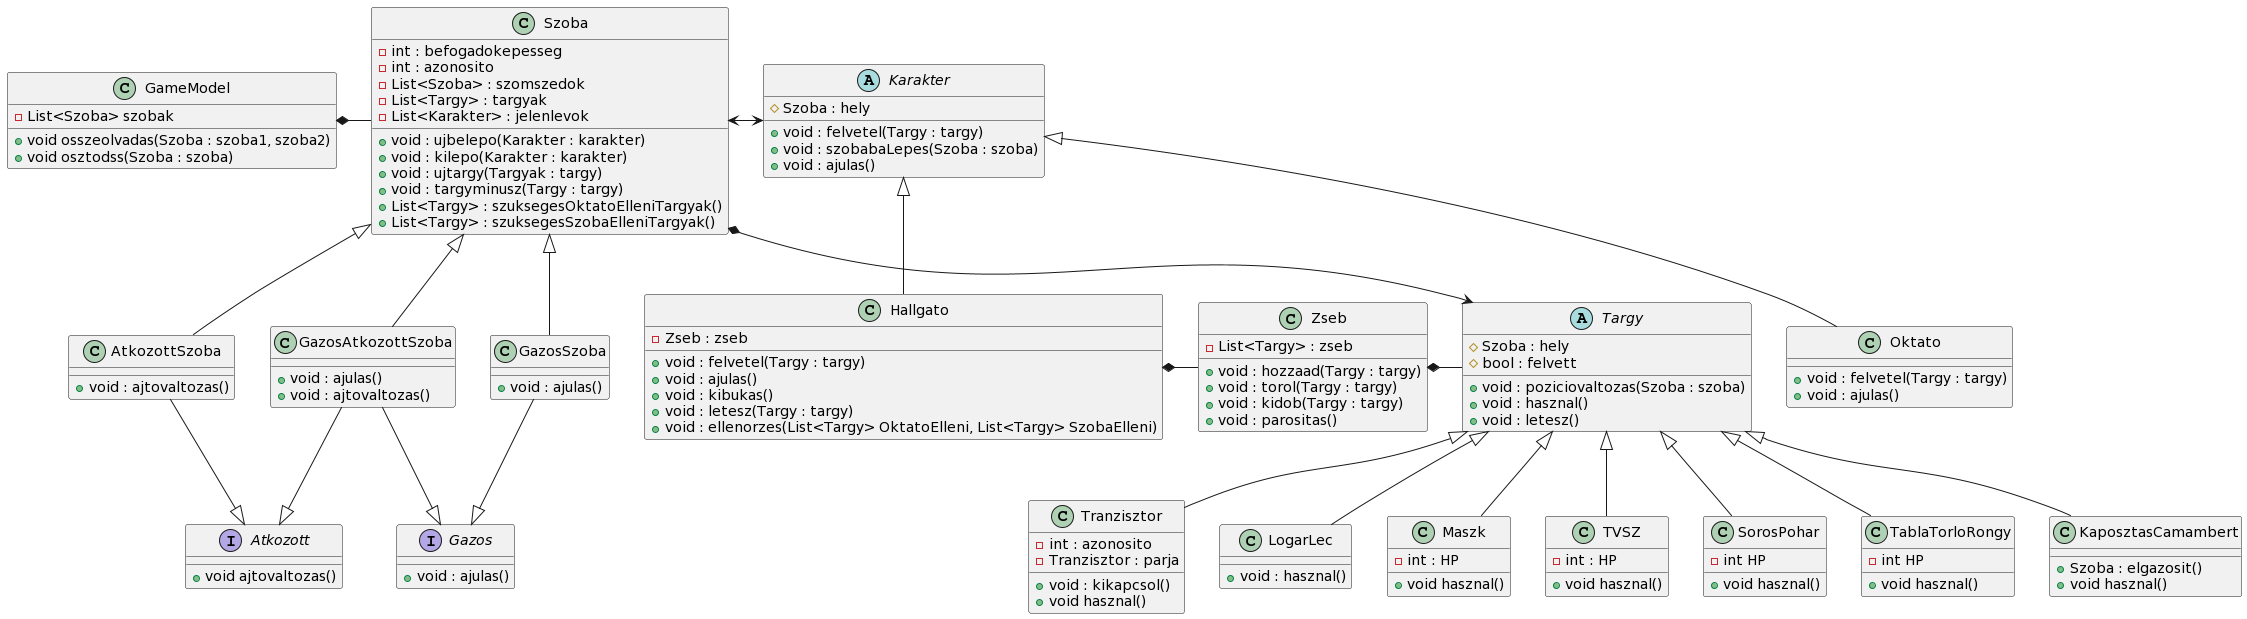 GameModel
List<Szoba> szobak
void osszeolvadas(Szoba : szoba1, szoba2)
void osztodss(Szoba : szoba)
Szoba
int : befogadokepesseg
int : azonosito
List<Szoba> : szomszedok
List<Targy> : targyak
List<Karakter> : jelenlevok
void : ujbelepo(Karakter : karakter)
void : kilepo(Karakter : karakter)
void : ujtargy(Targyak : targy)
void : targyminusz(Targy : targy)
List<Targy> : szuksegesOktatoElleniTargyak()
List<Targy> : szuksegesSzobaElleniTargyak()
Karakter
Szoba : hely
void : felvetel(Targy : targy)
void : szobabaLepes(Szoba : szoba)
void : ajulas()
AtkozottSzoba
void : ajtovaltozas()
GazosAtkozottSzoba
void : ajulas()
void : ajtovaltozas()
GazosSzoba
void : ajulas()
Hallgato
Zseb : zseb
void : felvetel(Targy : targy)
void : ajulas()
void : kibukas()
void : letesz(Targy : targy)
void : ellenorzes(List<Targy> OktatoElleni, List<Targy> SzobaElleni)
Zseb
List<Targy> : zseb
void : hozzaad(Targy : targy)
void : torol(Targy : targy)
void : kidob(Targy : targy)
void : parositas()
Targy
Szoba : hely
bool : felvett
void : poziciovaltozas(Szoba : szoba)
void : hasznal()
void : letesz()
Oktato
void : felvetel(Targy : targy)
void : ajulas()
Atkozott
void ajtovaltozas()
Gazos
void : ajulas()
Tranzisztor
int : azonosito
Tranzisztor : parja
void : kikapcsol()
void hasznal()
LogarLec
void : hasznal()
Maszk
int : HP
void hasznal()
TVSZ
int : HP
void hasznal()
SorosPohar
int HP
void hasznal()
TablaTorloRongy
int HP
void hasznal()
KaposztasCamambert
Szoba : elgazosit()
void hasznal()
C
C
A
C
C
C
C
C
A
C
I
I
C
C
C
C
C
C
C